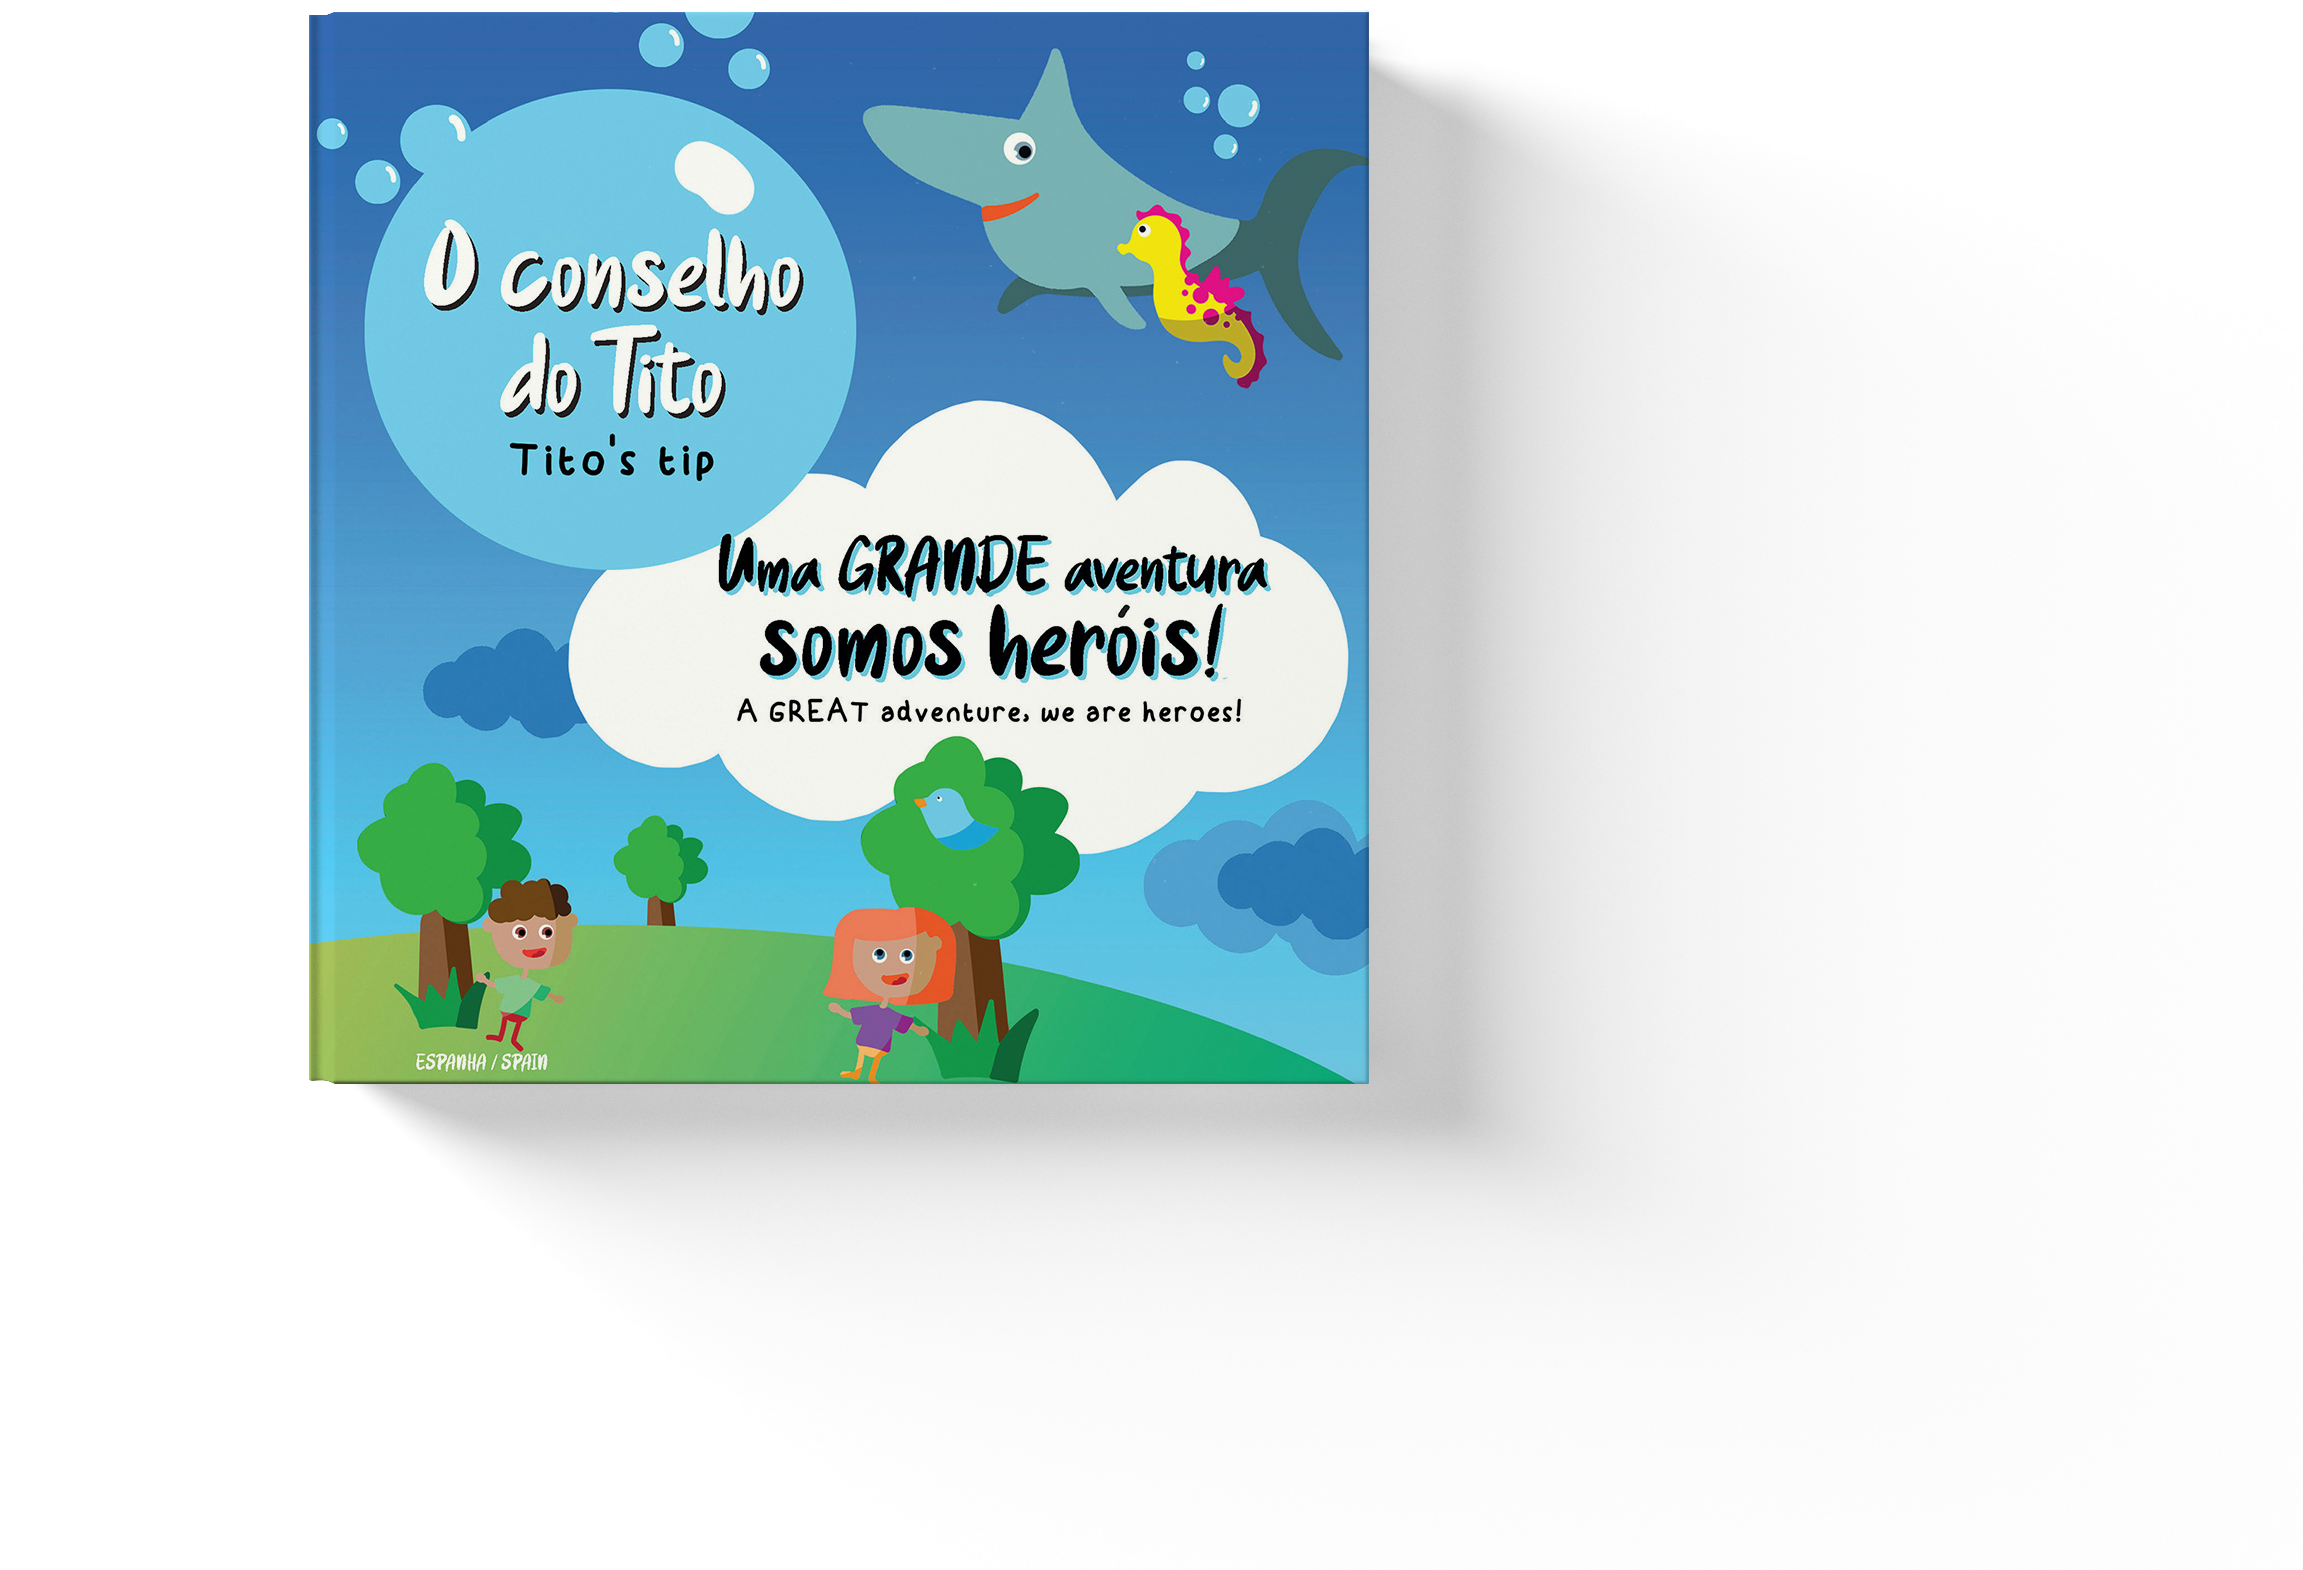 O conselho
do Tito
Tito's tip
Uma GRANDE aventura
somos heróis!
A GREAT adventure, we are heroes!
ESPANHA / SPAIN